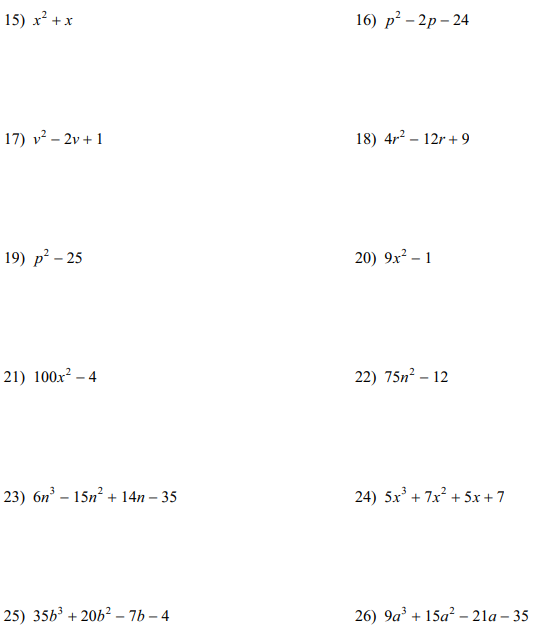 15) x² + x
16) p² − 2p − 24
17) v² − 2v + 1
18) 4r² − 12r + 9
19) p² − 25
20) 9x² − 1
21) 100x² − 4
22) 75n² − 12
23) 6n³ − 15n² + 14n − 35
24) 5x³ + 7x² + 5x + 7
25) 35b³ + 20b² − 7b − 4
26) 9a³ + 15a² − 21a − 35